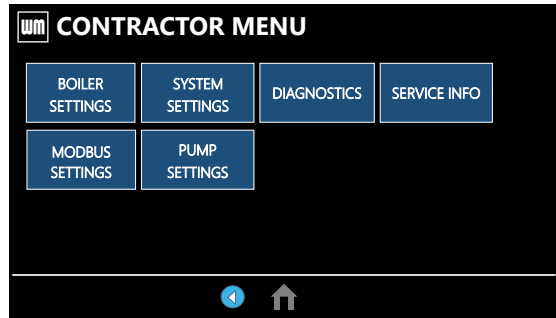 wm CONTRACTOR MENU
BOILER
SETTINGS
SYSTEM
SETTINGS
DIAGNOSTICS
SERVICE INFO
MODBUS
SETTINGS
PUMP
SETTINGS